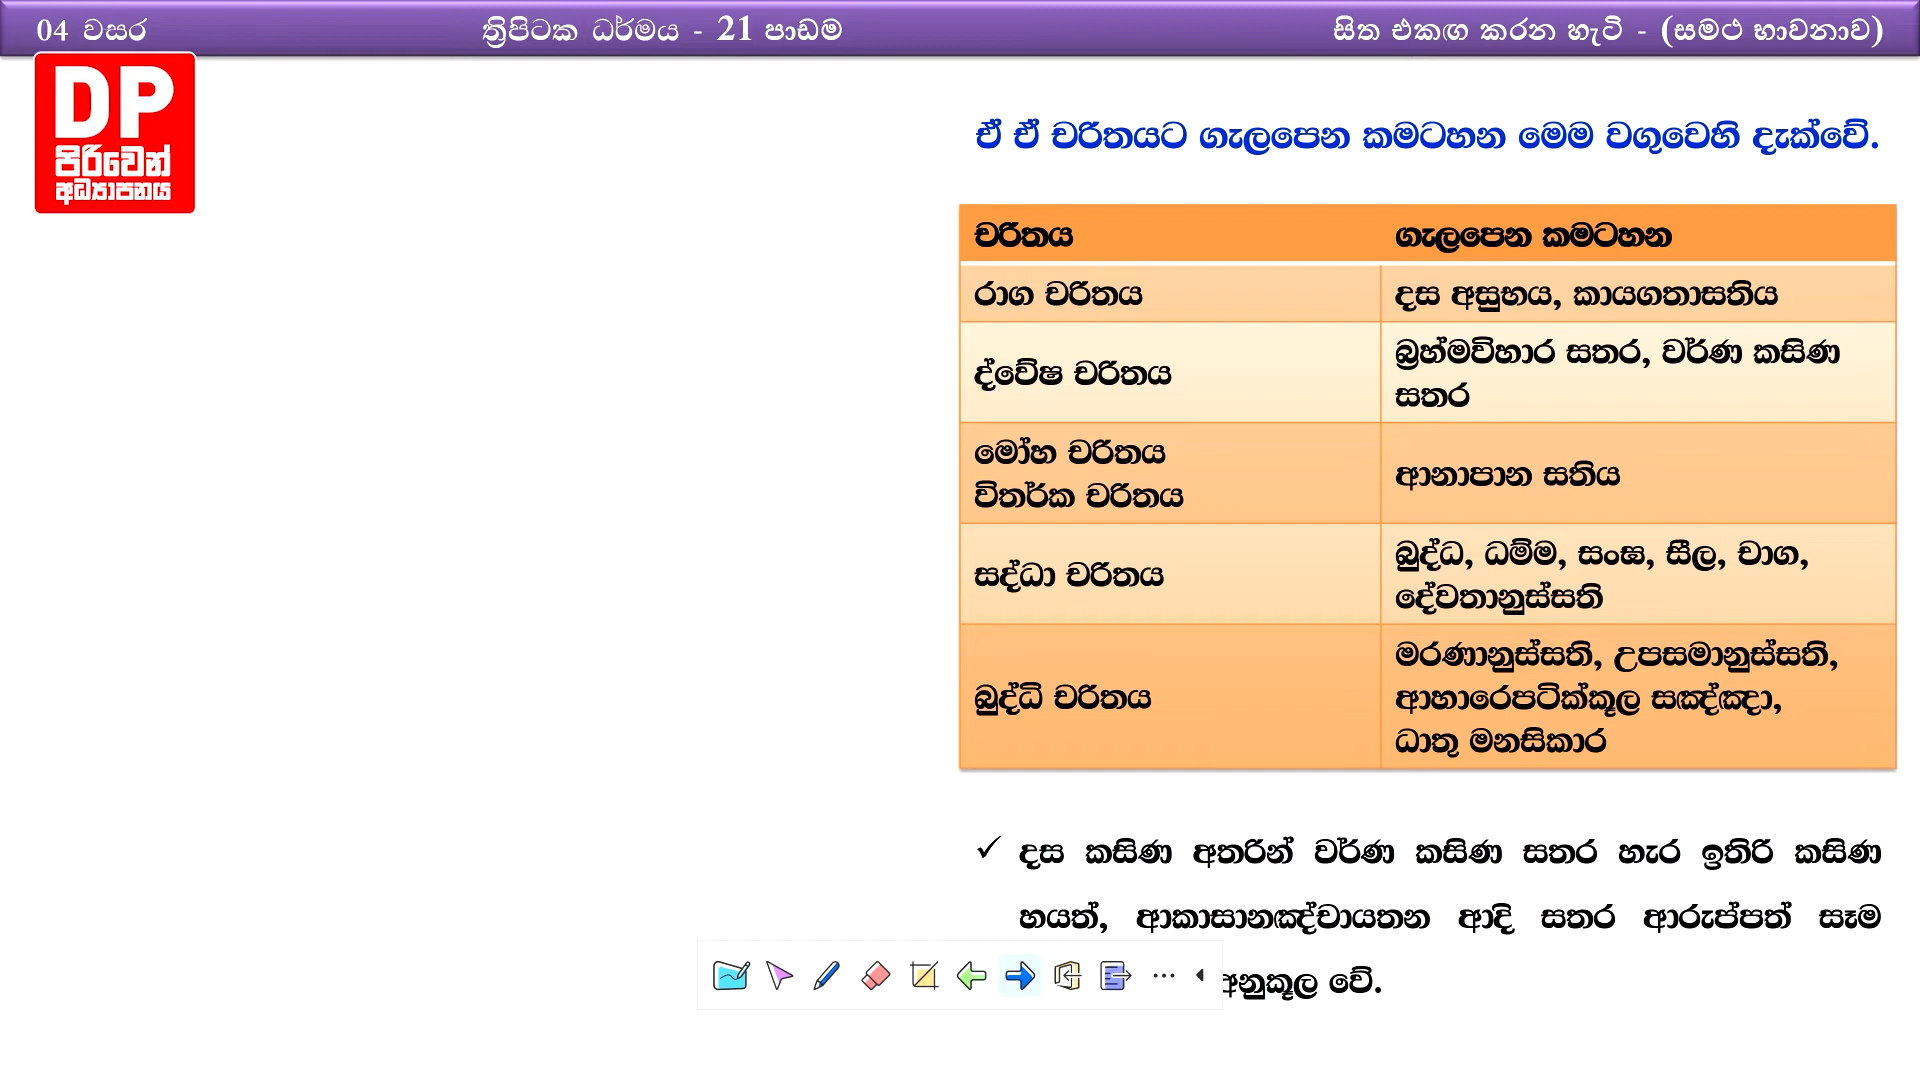 04 වසර
ත්‍රිපිටක ධර්මය - 21 පාඩම
සිත එකඟ කරන හැටි - (සමථ භාවනාව)
DP
පිරිවෙන්
අධ්‍යාපනය
ඒ ඒ චරිතයට ගැලපෙන කමටහන මෙම වගුවෙහි දැක්වේ.
චරිතය
ගැලපෙන කමටහන
රාග චරිතය
දස අසුභය, කායගතාසතිය
ද්වේෂ චරිතය
බ්‍රහ්මවිහාර සතර, වර්ණ කසිණ
සතර
මෝහ චරිතය
විතර්ක චරිතය
ආනාපාන සතිය
සද්ධා චරිතය
බුද්ධ, ධම්ම, සංඝ, සීල, චාග,
දේවතානුස්සති
බුද්ධි චරිතය
මරණානුස්සති, උපසමානුස්සති,
ආහාරෙපටික්කූල සඤ්ඤා,
ධාතු මනසිකාර
✓ දස කසිණ අතරින් වර්ණ කසිණ සතර හැර ඉතිරි කසිණ
හයත්, ආකාසානඤ්චායතන ආදි සතර ආරුප්පත් සෑම
අනුකූල වේ.